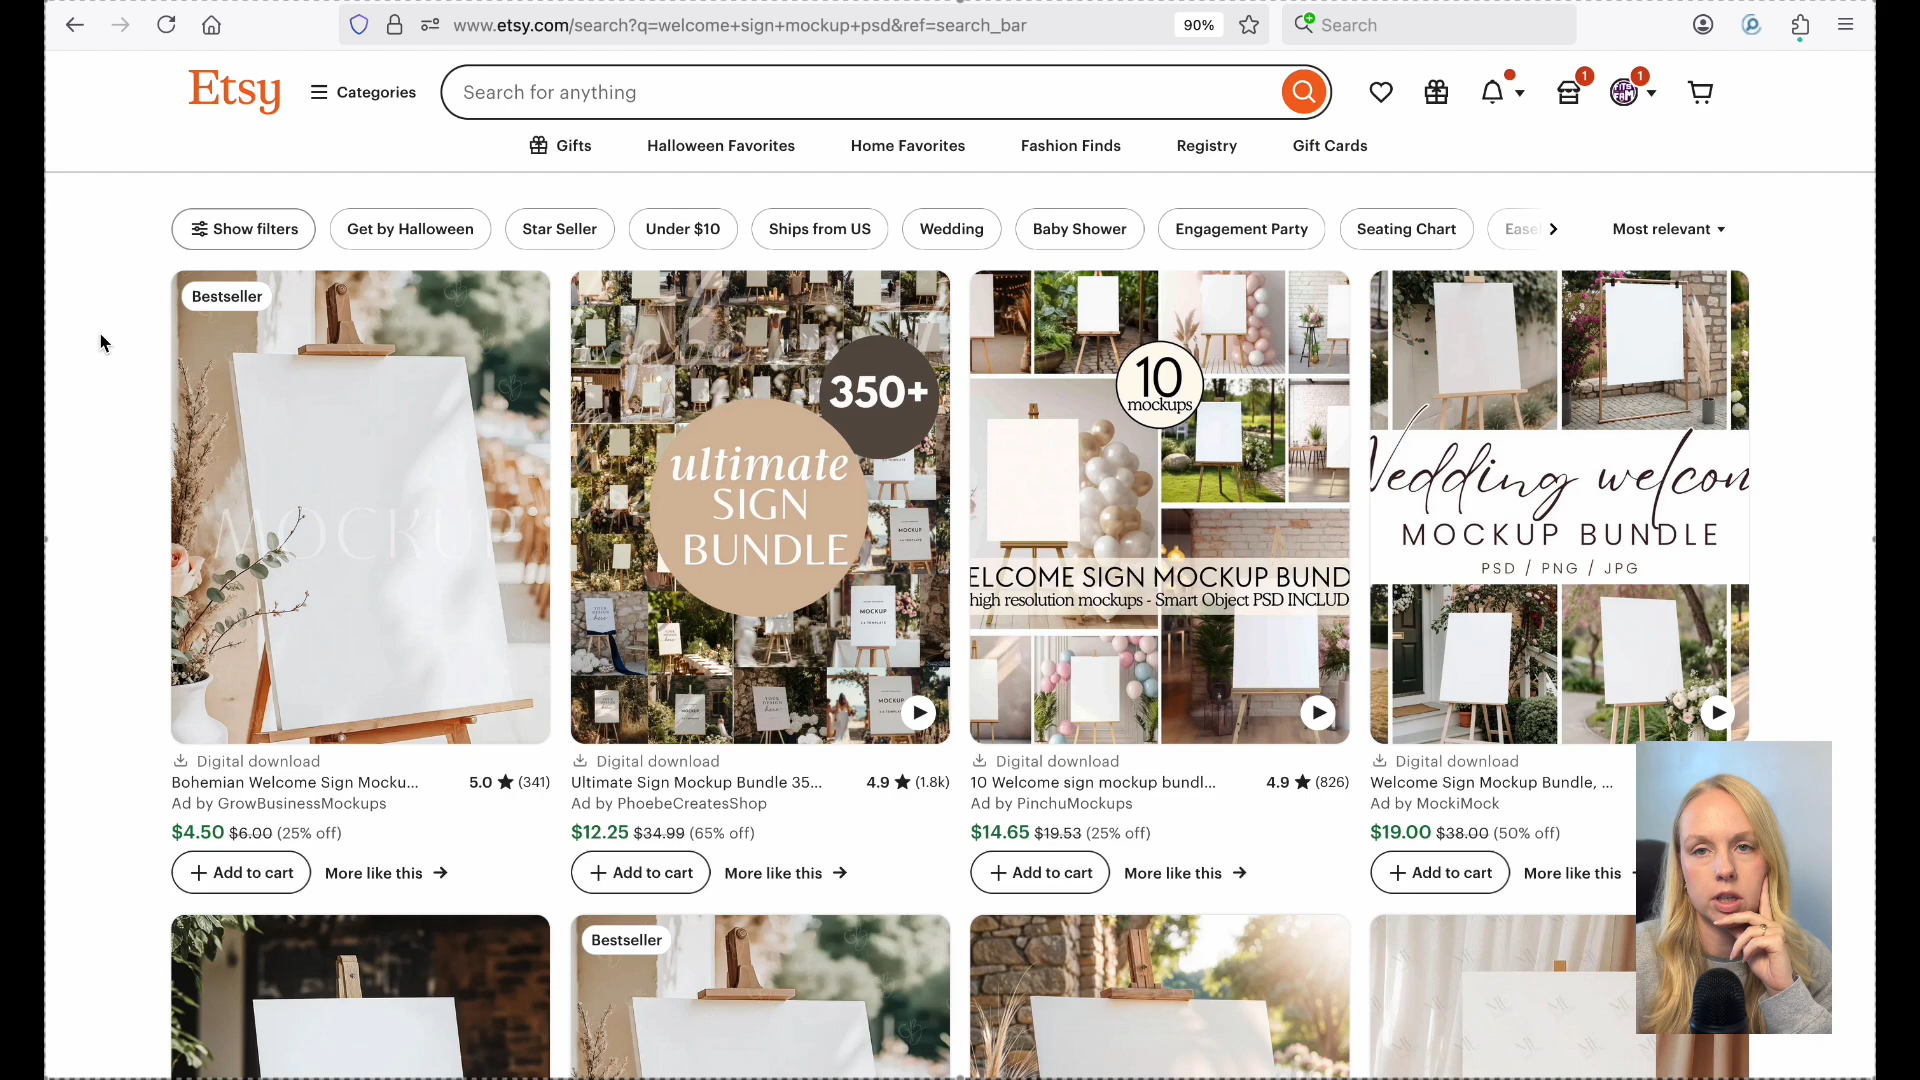 www.etsy.com/search?q=welcome+sign+mockup+psd&ref=search_bar
90%
Search
Etsy
Categories
Search for anything
1
1
Gifts
Halloween Favorites
Home Favorites
Fashion Finds
Registry
Gift Cards
Show filters
Get by Halloween
Star Seller
Under $10
Ships from US
Wedding
Baby Shower
Engagement Party
Seating Chart
Easel
Most relevant
Bestseller
MOCKUP
350+
ultimate
SIGN
BUNDLE
10
mockups
ELCOME SIGN MOCKUP BUND
high resolution mockups - Smart Object PSD INCLUD
Wedding welcom
MOCKUP BUNDLE
PSD / PNG / JPG
Digital download
Bohemian Welcome Sign Mocku... 5.0 ★ (341)
Ad by GrowBusinessMockups
$4.50 $6.00 (25% off)
+ Add to cart More like this →
Digital download
Ultimate Sign Mockup Bundle 35... 4.9 ★ (1.8k)
Ad by PhoebeCreatesShop
$12.25 $34.99 (65% off)
+ Add to cart More like this →
Digital download
10 Welcome sign mockup bundl... 4.9 ★ (826)
Ad by PinchuMockups
$14.65 $19.53 (25% off)
+ Add to cart More like this →
Digital download
Welcome Sign Mockup Bundle, ...
Ad by MockiMock
$19.00 $38.00 (50% off)
+ Add to cart More like this
Bestseller